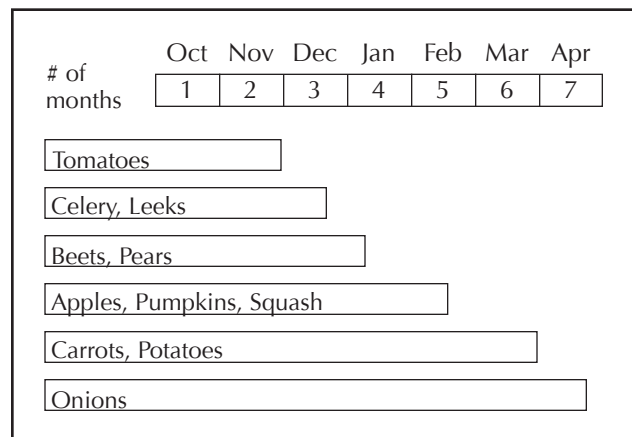 Oct Nov Dec Jan Feb Mar Apr
# of
months 1 2 3 4 5 6 7
Tomatoes
Celery, Leeks
Beets, Pears
Apples, Pumpkins, Squash
Carrots, Potatoes
Onions